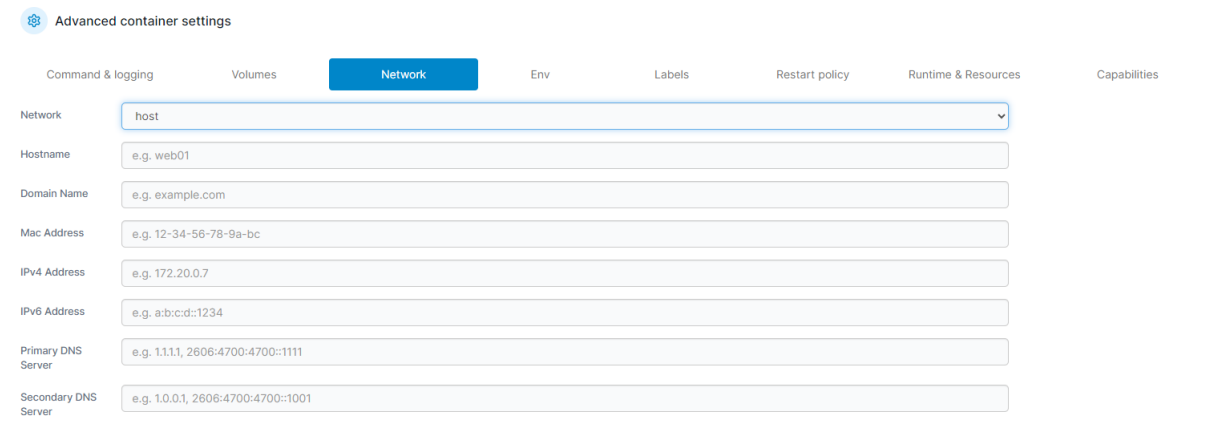 Advanced container settings
Command & logging Volumes Network Env Labels Restart policy Runtime & Resources Capabilities
Network host
Hostname e.g. web01
Domain Name e.g. example.com
Mac Address e.g. 12-34-56-78-9a-bc
IPv4 Address e.g. 172.20.0.7
IPv6 Address e.g. a:b:c:d::1234
Primary DNS
Server e.g. 1.1.1.1, 2606:4700:4700::1111
Secondary DNS
Server e.g. 1.0.0.1, 2606:4700:4700::1001